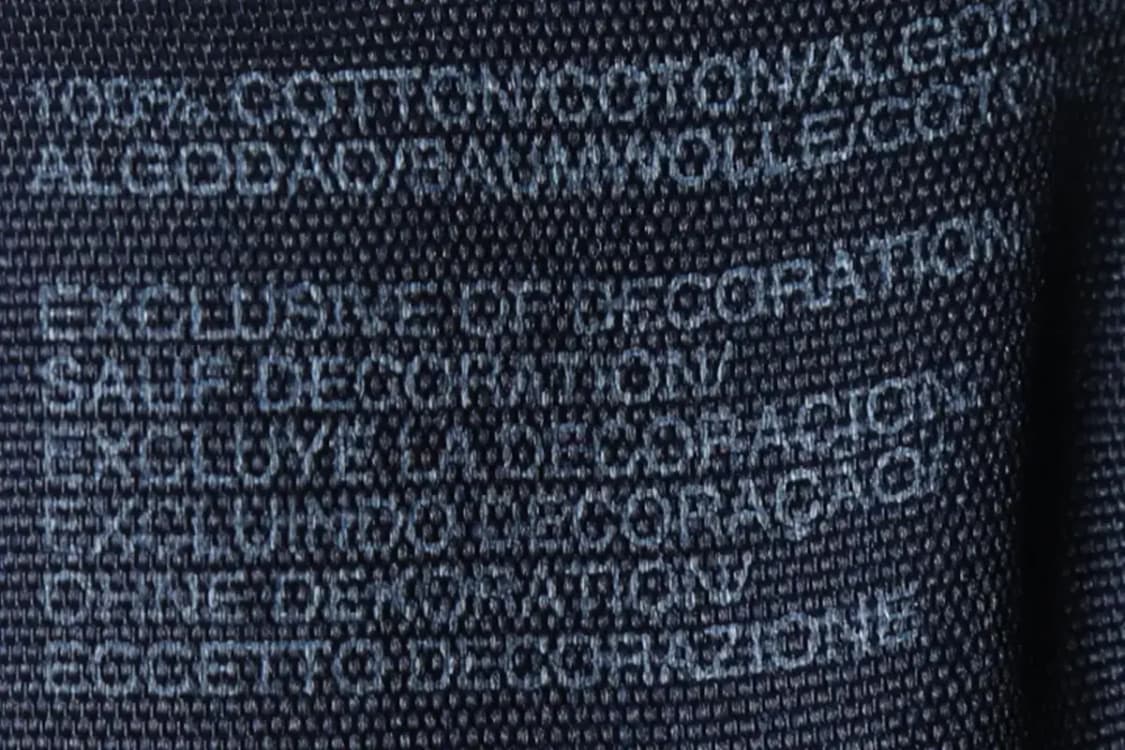 100% COTTON/COTON/ALGOD
ALGODAO/BAUMWOLLE/COTO
EXCLUSIVE OF DECORATION
SAUF DECORATION/
EXCLUYE LA DECORACION/
EXCLUINDO DECORAÇAO/
OHNE DEKORATION/
ECCETTO DECORAZIONE